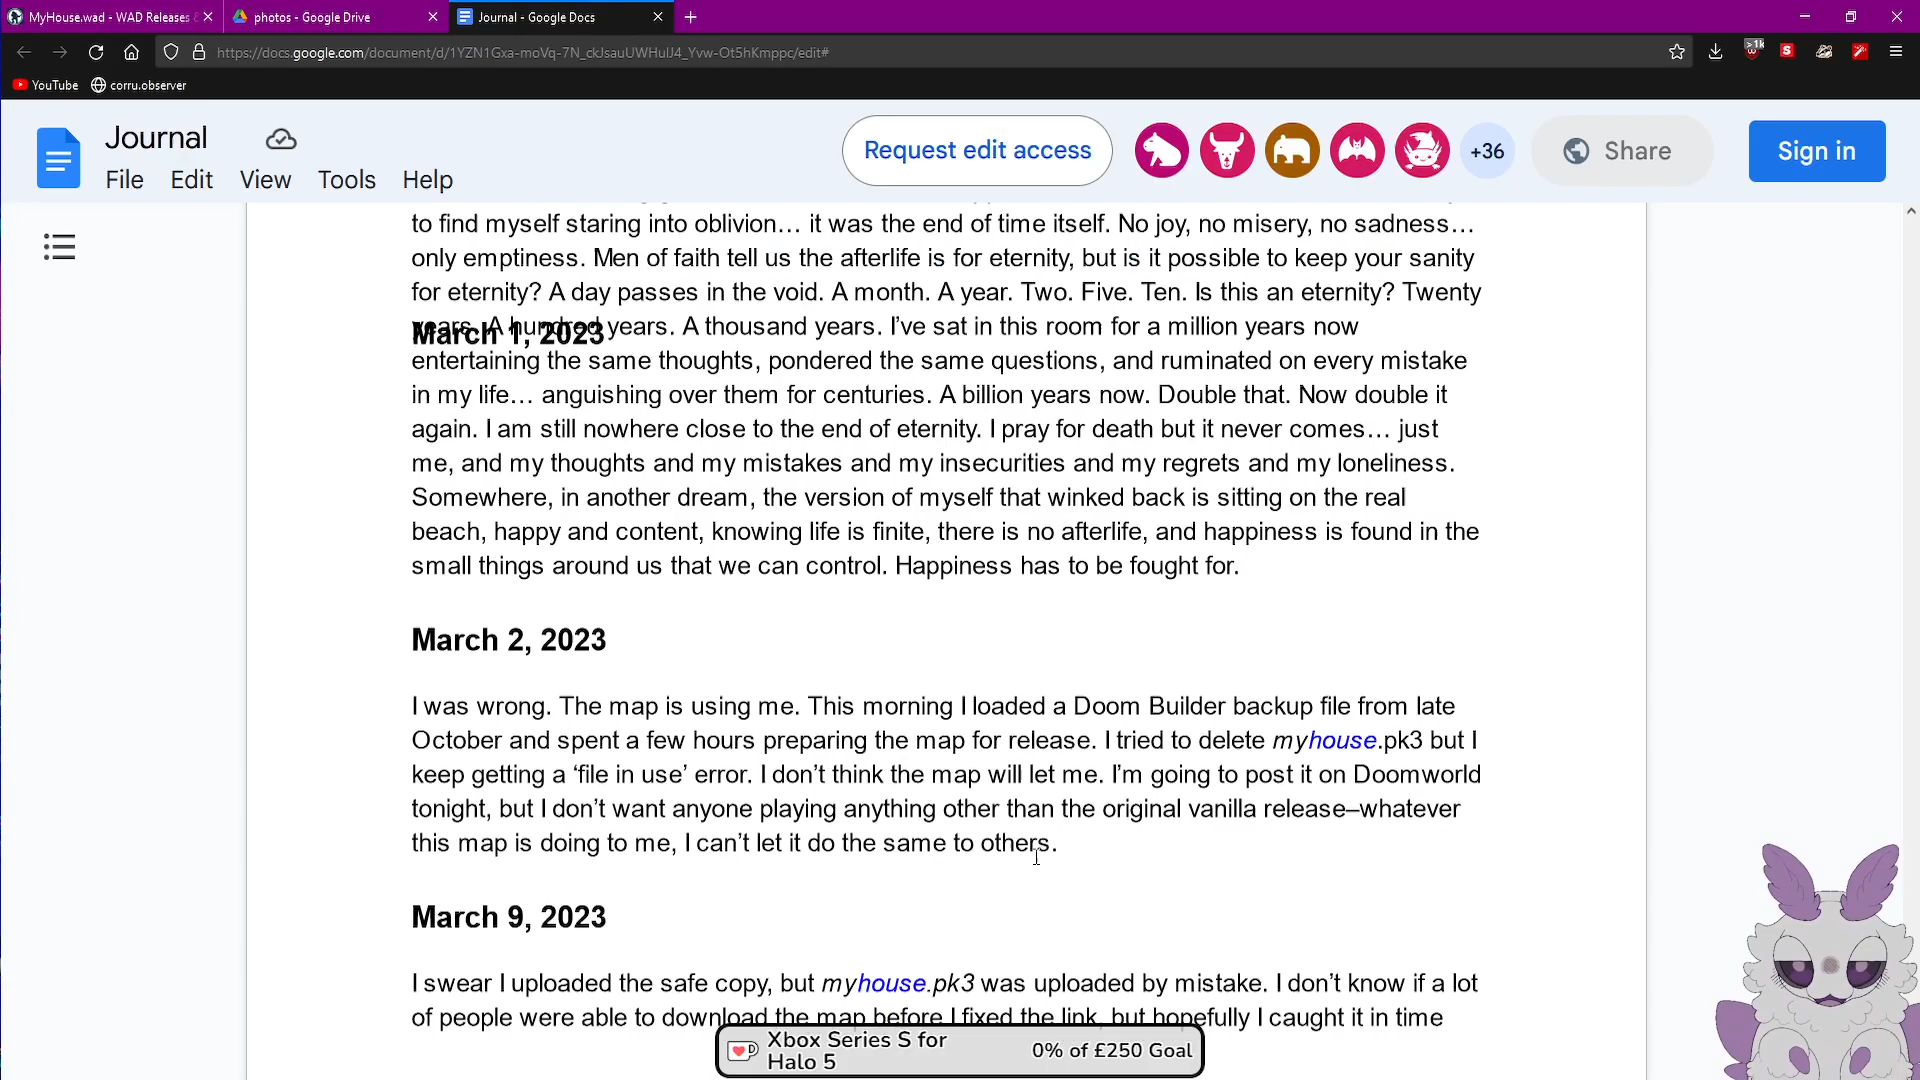 MyHouse.wad - WAD Releases
photos - Google Drive
Journal - Google Docs
https://docs.google.com/document/d/1YZN1Gxa-moVq-7N_ckJsauUWHulJ4_Yvw-Ot5hKmppc/edit#
>1k
S
YouTube
corru.observer
Journal
File Edit View Tools Help
Request edit access
+36
Share
Sign in
to find myself staring into oblivion… it was the end of time itself. No joy, no misery, no sadness…
only emptiness. Men of faith tell us the afterlife is for eternity, but is it possible to keep your sanity
for eternity? A day passes in the void. A month. A year. Two. Five. Ten. Is this an eternity? Twenty
years. A hundred years. A thousand years. I’ve sat in this room for a million years now
March 1, 2023
entertaining the same thoughts, pondered the same questions, and ruminated on every mistake
in my life… anguishing over them for centuries. A billion years now. Double that. Now double it
again. I am still nowhere close to the end of eternity. I pray for death but it never comes… just
me, and my thoughts and my mistakes and my insecurities and my regrets and my loneliness.
Somewhere, in another dream, the version of myself that winked back is sitting on the real
beach, happy and content, knowing life is finite, there is no afterlife, and happiness is found in the
small things around us that we can control. Happiness has to be fought for.
March 2, 2023
I was wrong. The map is using me. This morning I loaded a Doom Builder backup file from late
October and spent a few hours preparing the map for release. I tried to delete myhouse.pk3 but I
keep getting a ‘file in use’ error. I don’t think the map will let me. I’m going to post it on Doomworld
tonight, but I don’t want anyone playing anything other than the original vanilla release–whatever
this map is doing to me, I can’t let it do the same to others.
March 9, 2023
I swear I uploaded the safe copy, but myhouse.pk3 was uploaded by mistake. I don’t know if a lot
of people were able to download the map before I fixed the link, but hopefully I caught it in time
Xbox Series S for
Halo 5
0% of £250 Goal